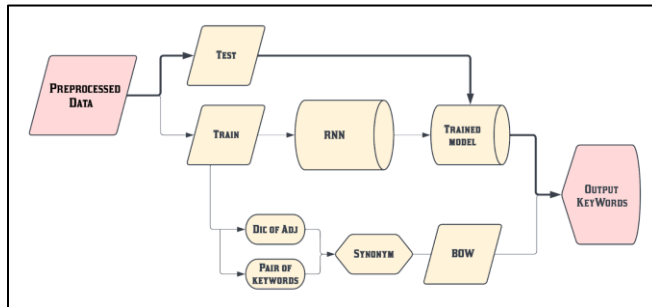 TEST
PREPROCESSED
DATA
TRAIN
RNN
TRAINED
MODEL
OUTPUT
KEYWORDS
DIC OF ADJ
SYNONYM
BOW
PAIR OF
KEYWORDS